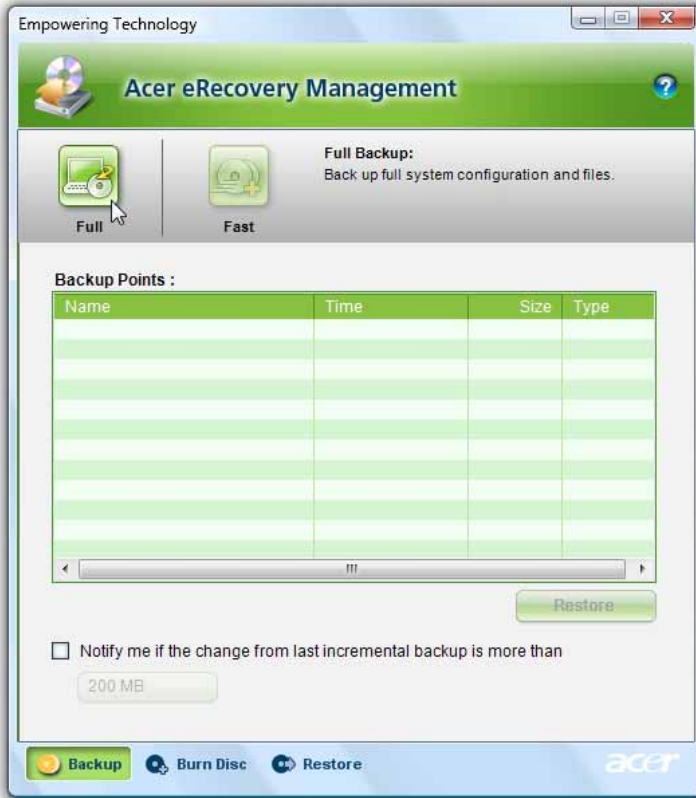 Empowering Technology
Acer eRecovery Management
?
Full
Fast
Full Backup:
Back up full system configuration and files.
Backup Points :
Name Time Size Type
Restore
Notify me if the change from last incremental backup is more than
200 MB
Backup Burn Disc Restore acer